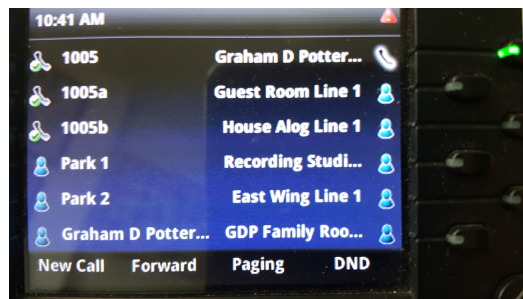 10:41 AM
1005 Graham D Potter...
1005a Guest Room Line 1
1005b House Alog Line 1
Park 1 Recording Studi...
Park 2 East Wing Line 1
Graham D Potter... GDP Family Roo...
New Call Forward Paging DND